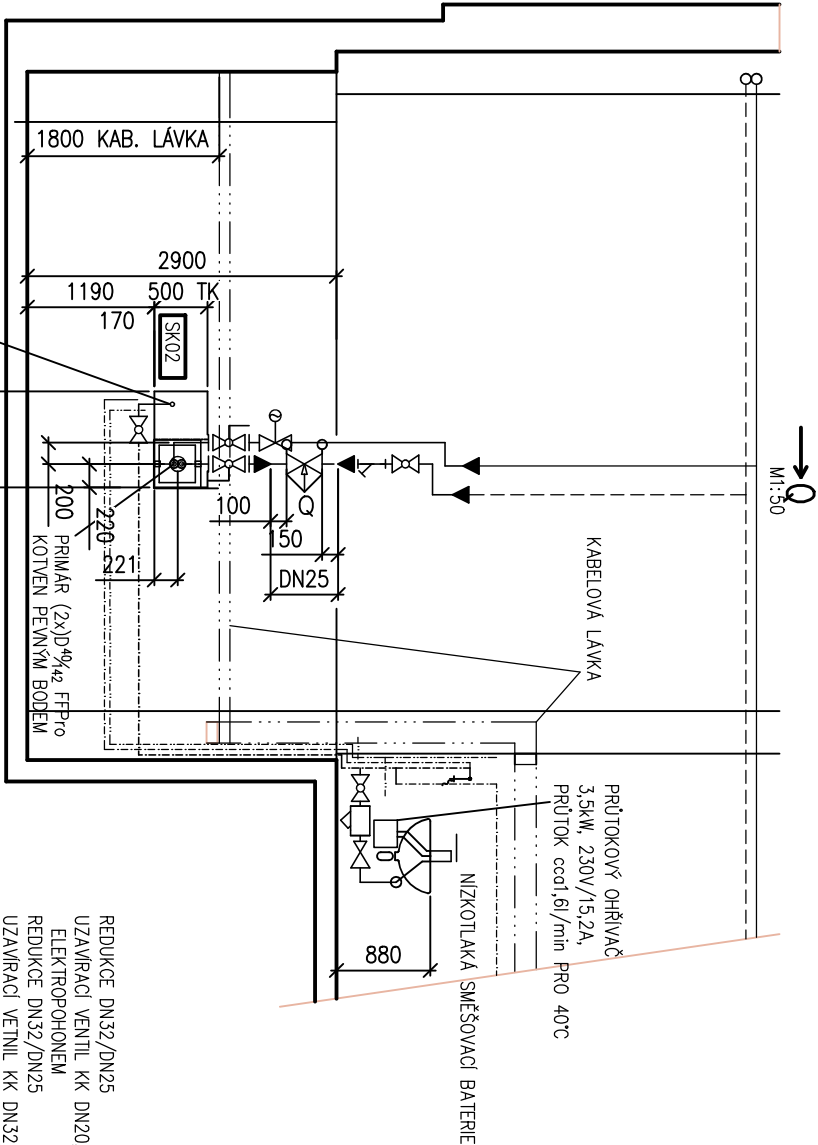 1800 KAB. LÁVKA
2900
1190
500 TK
170
SK02
100
Q
150
DN25
200
220
221
PRIMÁR (2x)D40/142 FFPro
KOTVEN PEVNÝM BODEM
Q
M1:50
KABELOVÁ LÁVKA
PRŮTOKOVÝ OHŘÍVAČ
3,5kW, 230V/15,2A,
PRŮTOK cca1,6l/min PRO 40°C
NÍZKOTLAKÁ SMĚŠOVACÍ BATERIE
880
REDUKCE DN32/DN25
UZAVÍRACÍ VENTIL KK DN20
ELEKTROPOHONEM
REDUKCE DN32/DN25
UZAVÍRACÍ VETNIL KK DN32